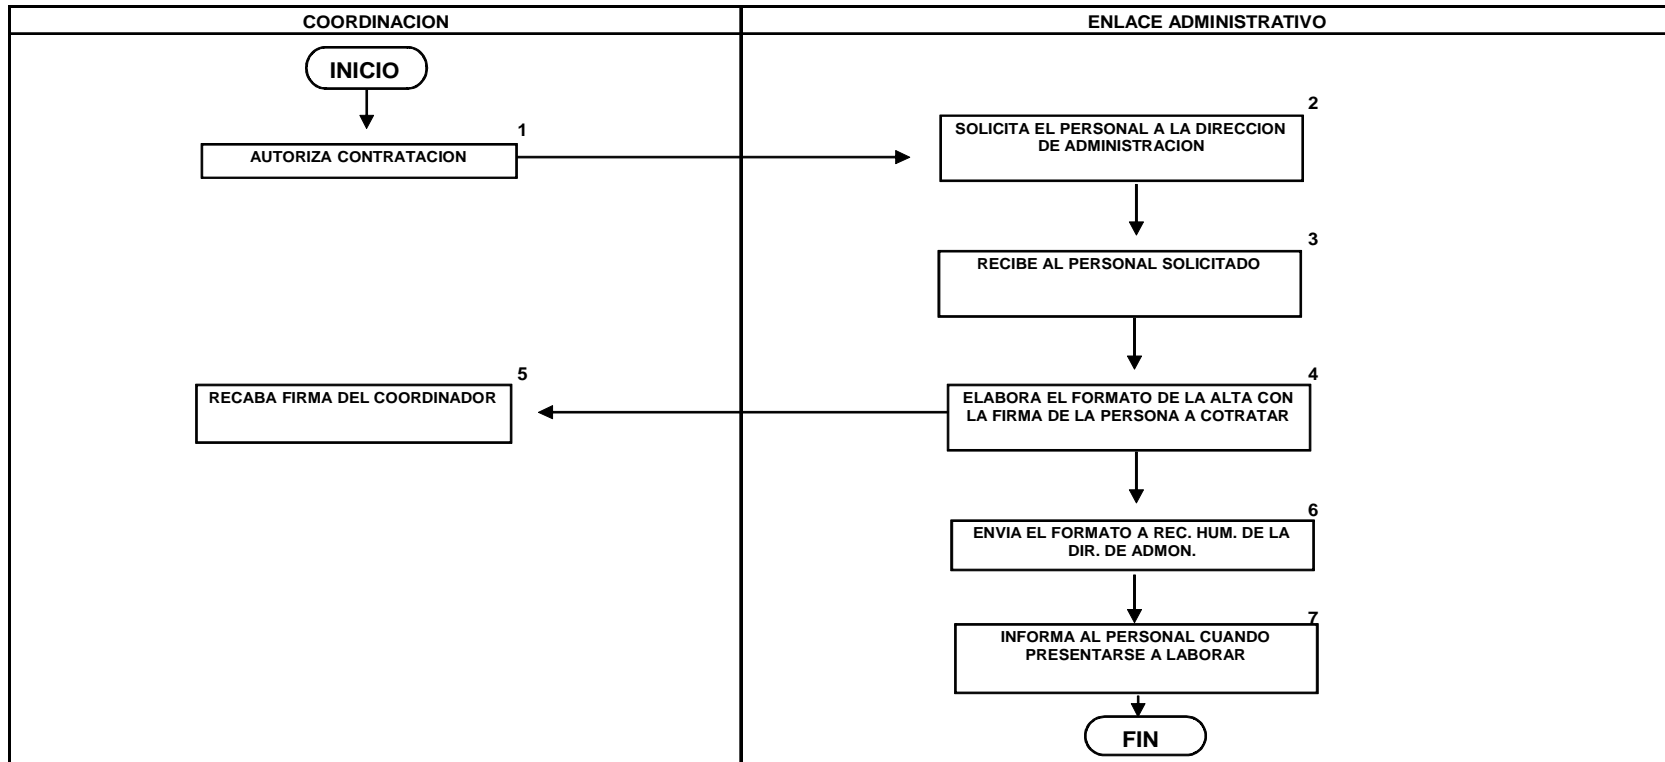 COORDINACION
ENLACE ADMINISTRATIVO
INICIO
1
AUTORIZA CONTRATACION
2
SOLICITA EL PERSONAL A LA DIRECCION
DE ADMINISTRACION
3
RECIBE AL PERSONAL SOLICITADO
4
ELABORA EL FORMATO DE LA ALTA CON
LA FIRMA DE LA PERSONA A COTRATAR
5
RECABA FIRMA DEL COORDINADOR
6
ENVIA EL FORMATO A REC. HUM. DE LA
DIR. DE ADMON.
7
INFORMA AL PERSONAL CUANDO
PRESENTARSE A LABORAR
FIN